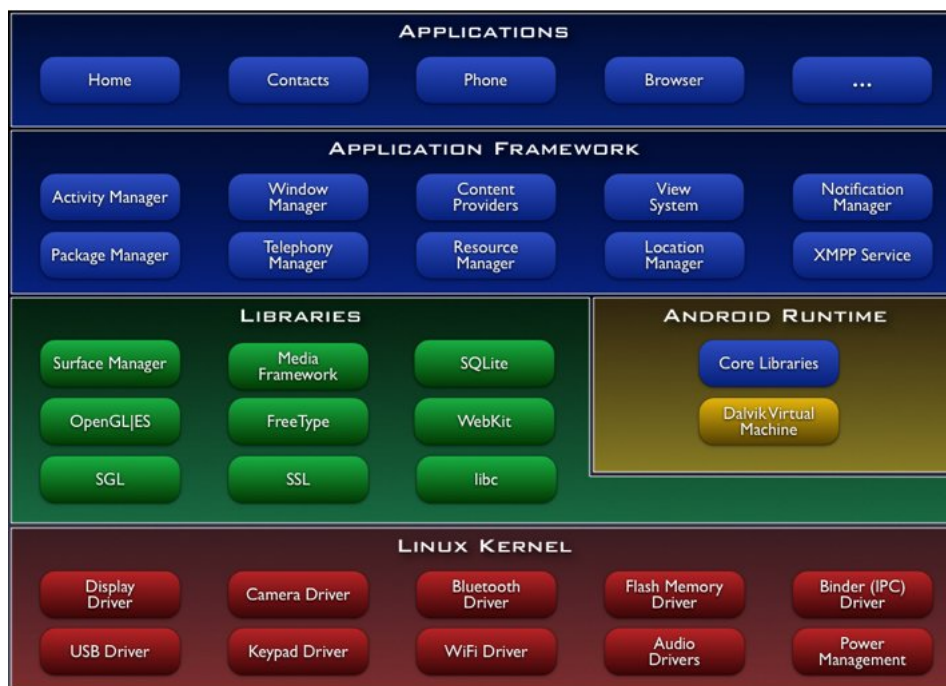 APPLICATIONS
Home
Contacts
Phone
Browser
...
APPLICATION FRAMEWORK
Activity Manager
Window
Manager
Content
Providers
View
System
Notification
Manager
Package Manager
Telephony
Manager
Resource
Manager
Location
Manager
XMPP Service
LIBRARIES
Surface Manager
Media
Framework
SQLite
OpenGL|ES
FreeType
WebKit
SGL
SSL
libc
ANDROID RUNTIME
Core Libraries
Dalvik Virtual
Machine
LINUX KERNEL
Display
Driver
Camera Driver
Bluetooth
Driver
Flash Memory
Driver
Binder (IPC)
Driver
USB Driver
Keypad Driver
WiFi Driver
Audio
Drivers
Power
Management